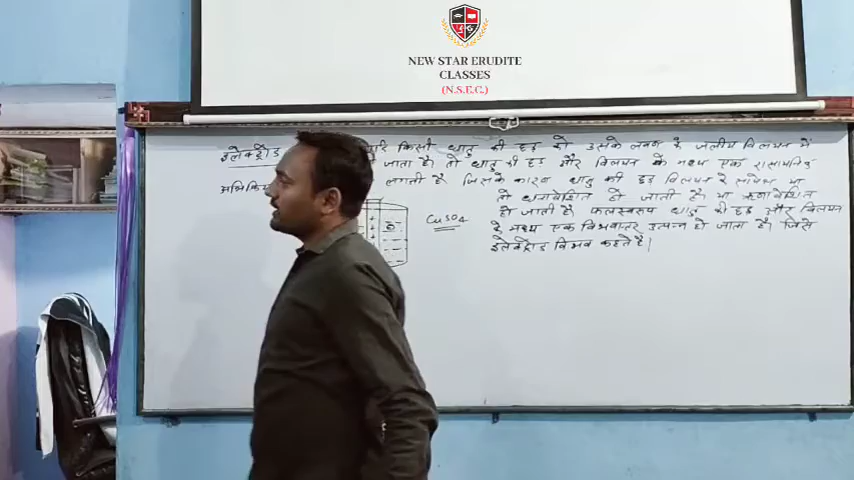 NEW STAR ERUDITE
CLASSES
(N.S.E.C.)
इलेक्ट्रोड किसी धातु की छड़ को उसके लवण के जलीय विलयन में
जाता है। तो धातु की छड़ और विलयन के मध्य एक रासायनिक
अभिक्रि लगती है जिसके कारण धातु की छड़ विलयन के सापेक्ष या
तो धनावेशित हो जाती है। या ऋणावेशित
हो जाती है। फलस्वरूप धातु की छड़ और विलयन
CuSO4
के मध्य एक विभवान्तर उत्पन्न हो जाता है। जिसे
इलेक्ट्रोड विभव कहते है।